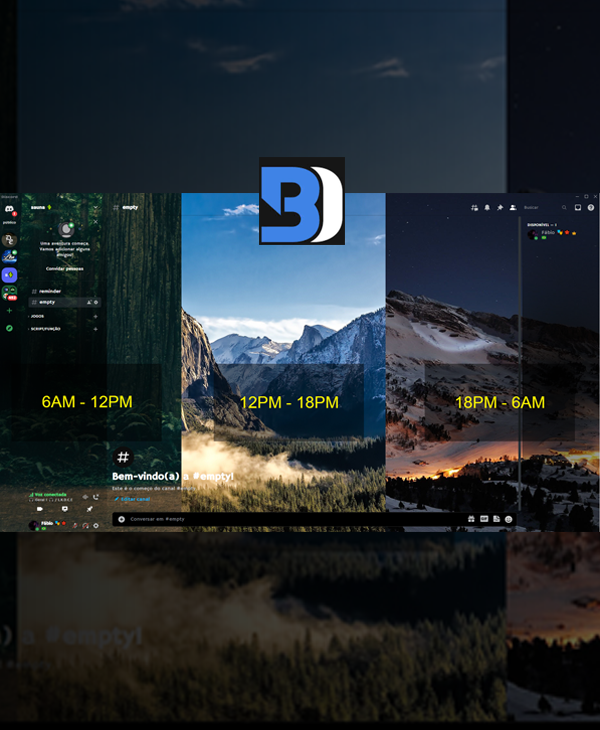 sauna
# empty
Buscar
Uma aventura começa.
Vamos adicionar alguns
amigos!
Convidar pessoas
DISPONÍVEL — 1
Fábio
reminder
empty
JOGOS
SCRIPT/FUNÇÃO
6AM - 12PM
12PM - 18PM
18PM - 6AM
#
Bem-vindo(a) a #empty!
Este é o começo do canal
Editar canal
Voz conectada
Conversar em #empty
GIF
Fábio
) a #empty!